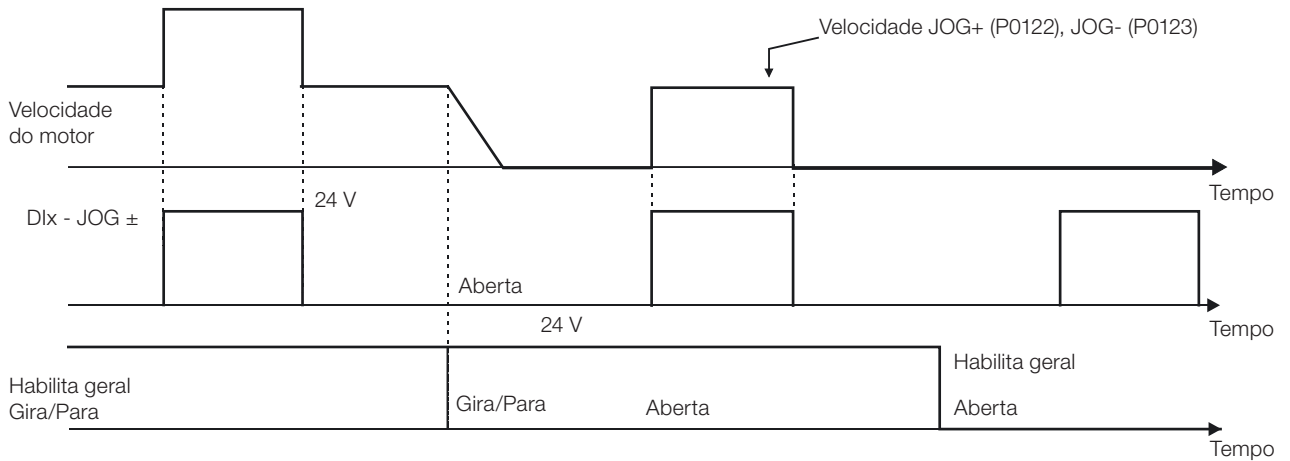 Velocidade JOG+ (P0122), JOG- (P0123)
Velocidade
do motor
Tempo
24 V
DIx - JOG ±
Aberta
Tempo
24 V
Habilita geral
Gira/Para
Gira/Para
Aberta
Habilita geral
Aberta
Tempo